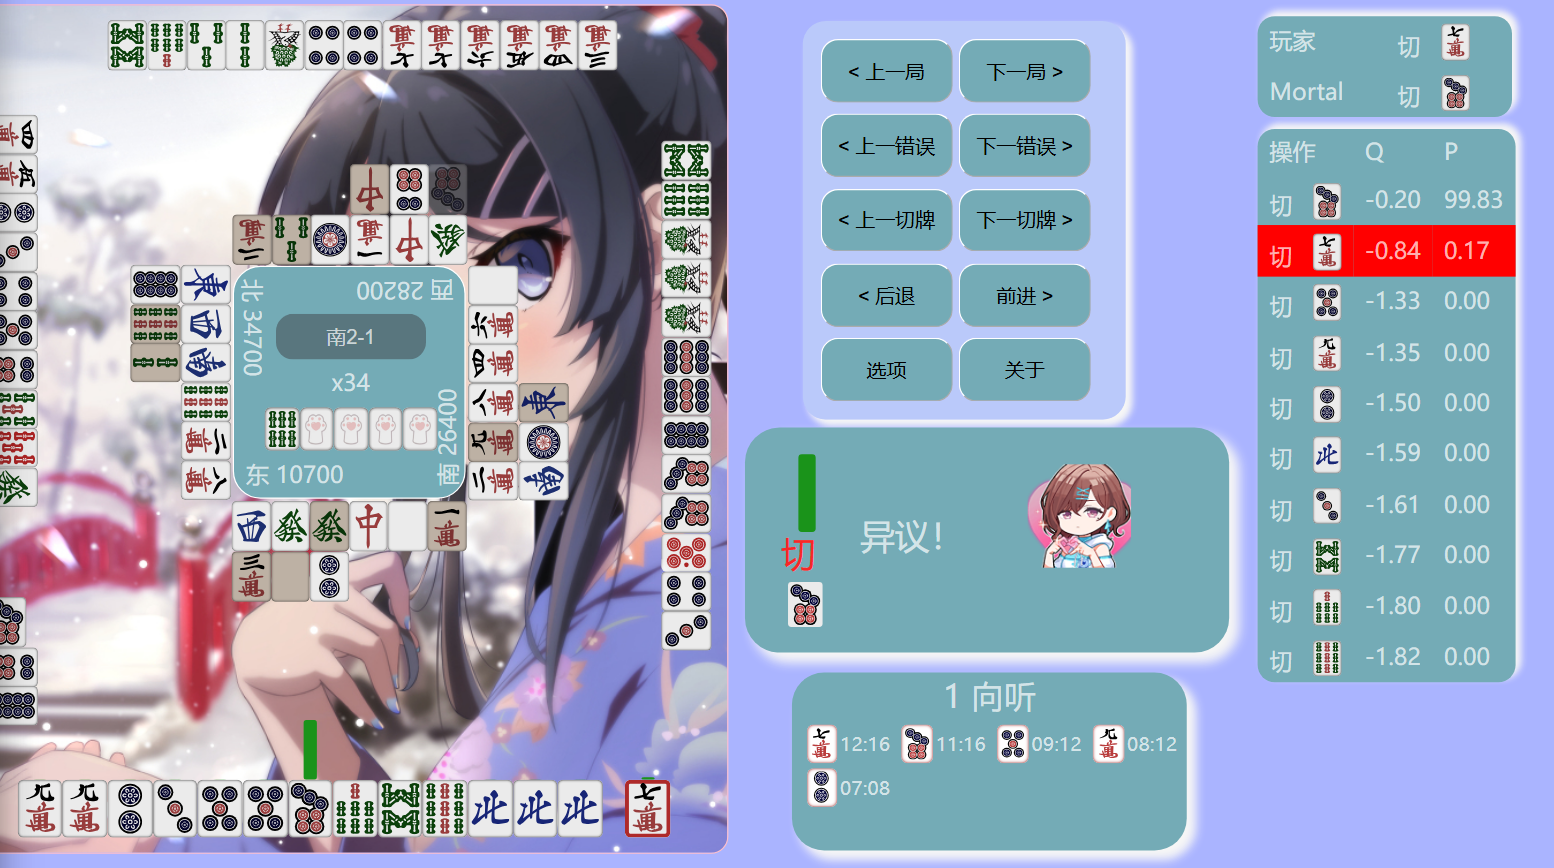 北 34700
西 28200
南2-1
x34
南 26400
东 10700
< 上一局
下一局 >
< 上一错误
下一错误 >
< 上一切牌
下一切牌 >
< 后退
前进 >
选项
关于
切
异议！
1 向听
12:16 11:16 09:12 08:12
07:08
玩家 切
Mortal 切
操作 Q P
切 -0.20 99.83
切 -0.84 0.17
切 -1.33 0.00
切 -1.35 0.00
切 -1.50 0.00
切 -1.59 0.00
切 -1.61 0.00
切 -1.77 0.00
切 -1.80 0.00
切 -1.82 0.00